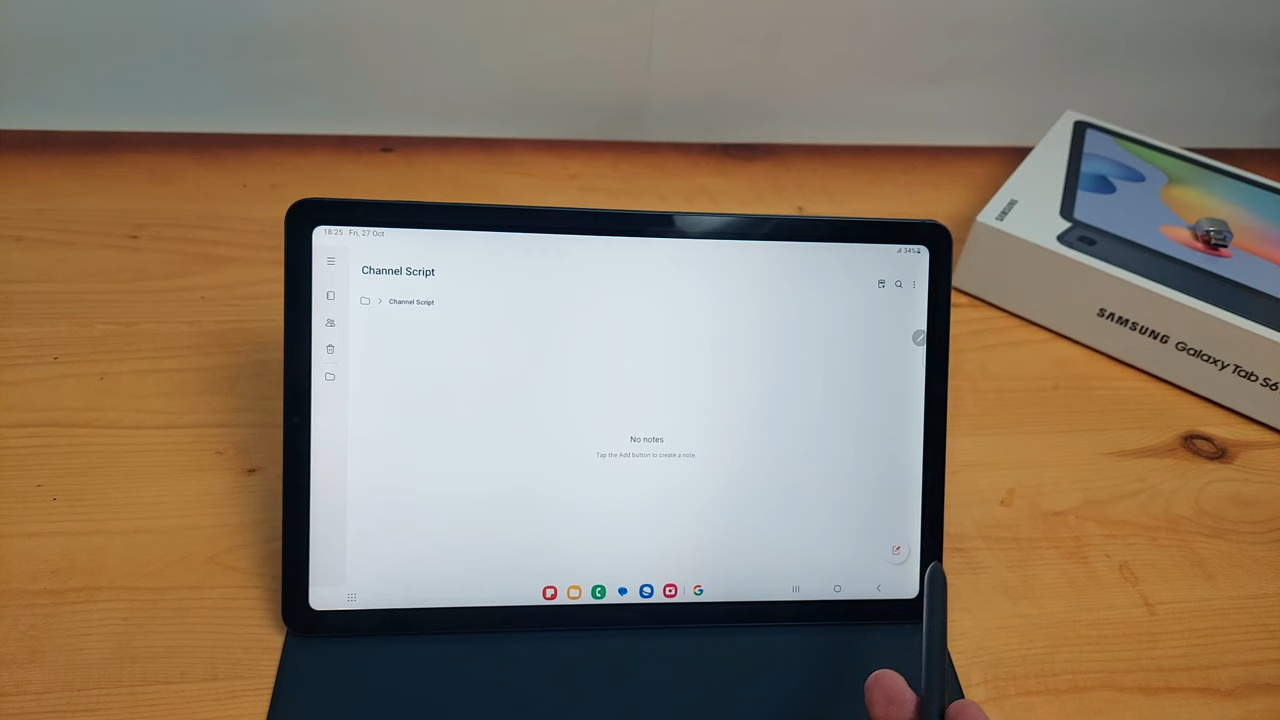 18:25 Fri, 27 Oct
34%
Channel Script
Channel Script
No notes
Tap the Add button to create a note.
SAMSUNG
SAMSUNG Galaxy Tab S6